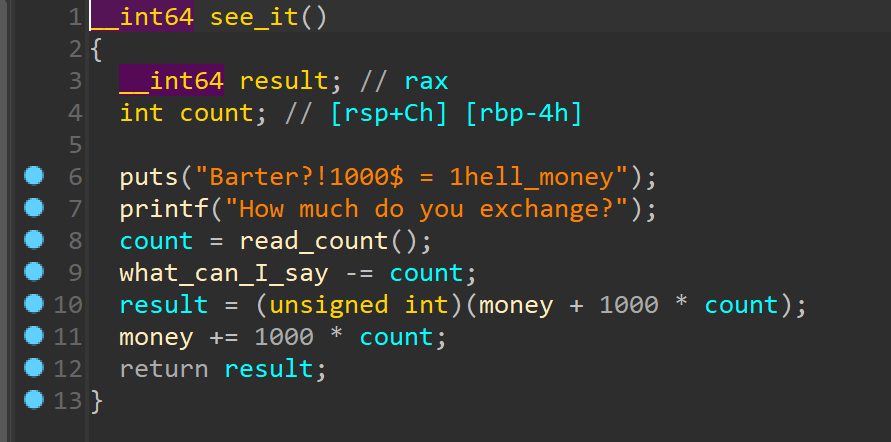 1 __int64 see_it()
2 {
3 __int64 result; // rax
4 int count; // [rsp+Ch] [rbp-4h]
5
6 puts("Barter?!1000$ = 1hell_money");
7 printf("How much do you exchange?");
8 count = read_count();
9 what_can_I_say -= count;
10 result = (unsigned int)(money + 1000 * count);
11 money += 1000 * count;
12 return result;
13 }